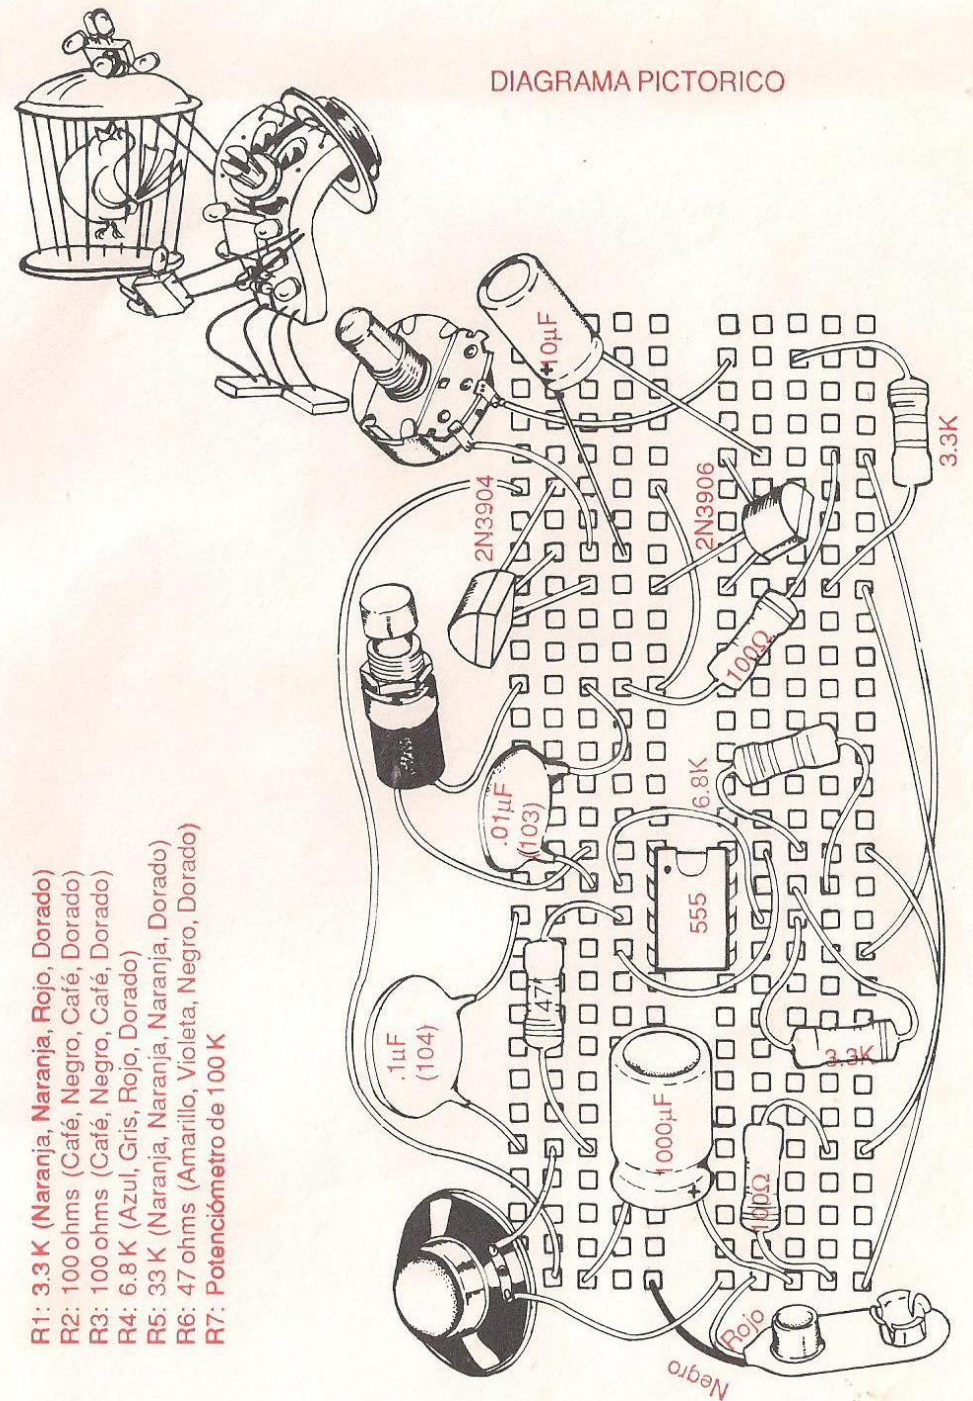 DIAGRAMA PICTORICO
R1: 3.3 K (Naranja, Naranja, Rojo, Dorado)
R2: 100 ohms (Café, Negro, Café, Dorado)
R3: 100 ohms (Café, Negro, Café, Dorado)
R4: 6.8 K (Azul, Gris, Rojo, Dorado)
R5: 33 K (Naranja, Naranja, Naranja, Dorado)
R6: 47 ohms (Amarillo, Violeta, Negro, Dorado)
R7: Potenciómetro de 100 K
+
10µF
2N3904
2N3906
3.3K
100Ω
.01µF
(103)
6.8K
555
.1µF
(104)
47
3.3K
1000µF
+
100Ω
Rojo
Negro